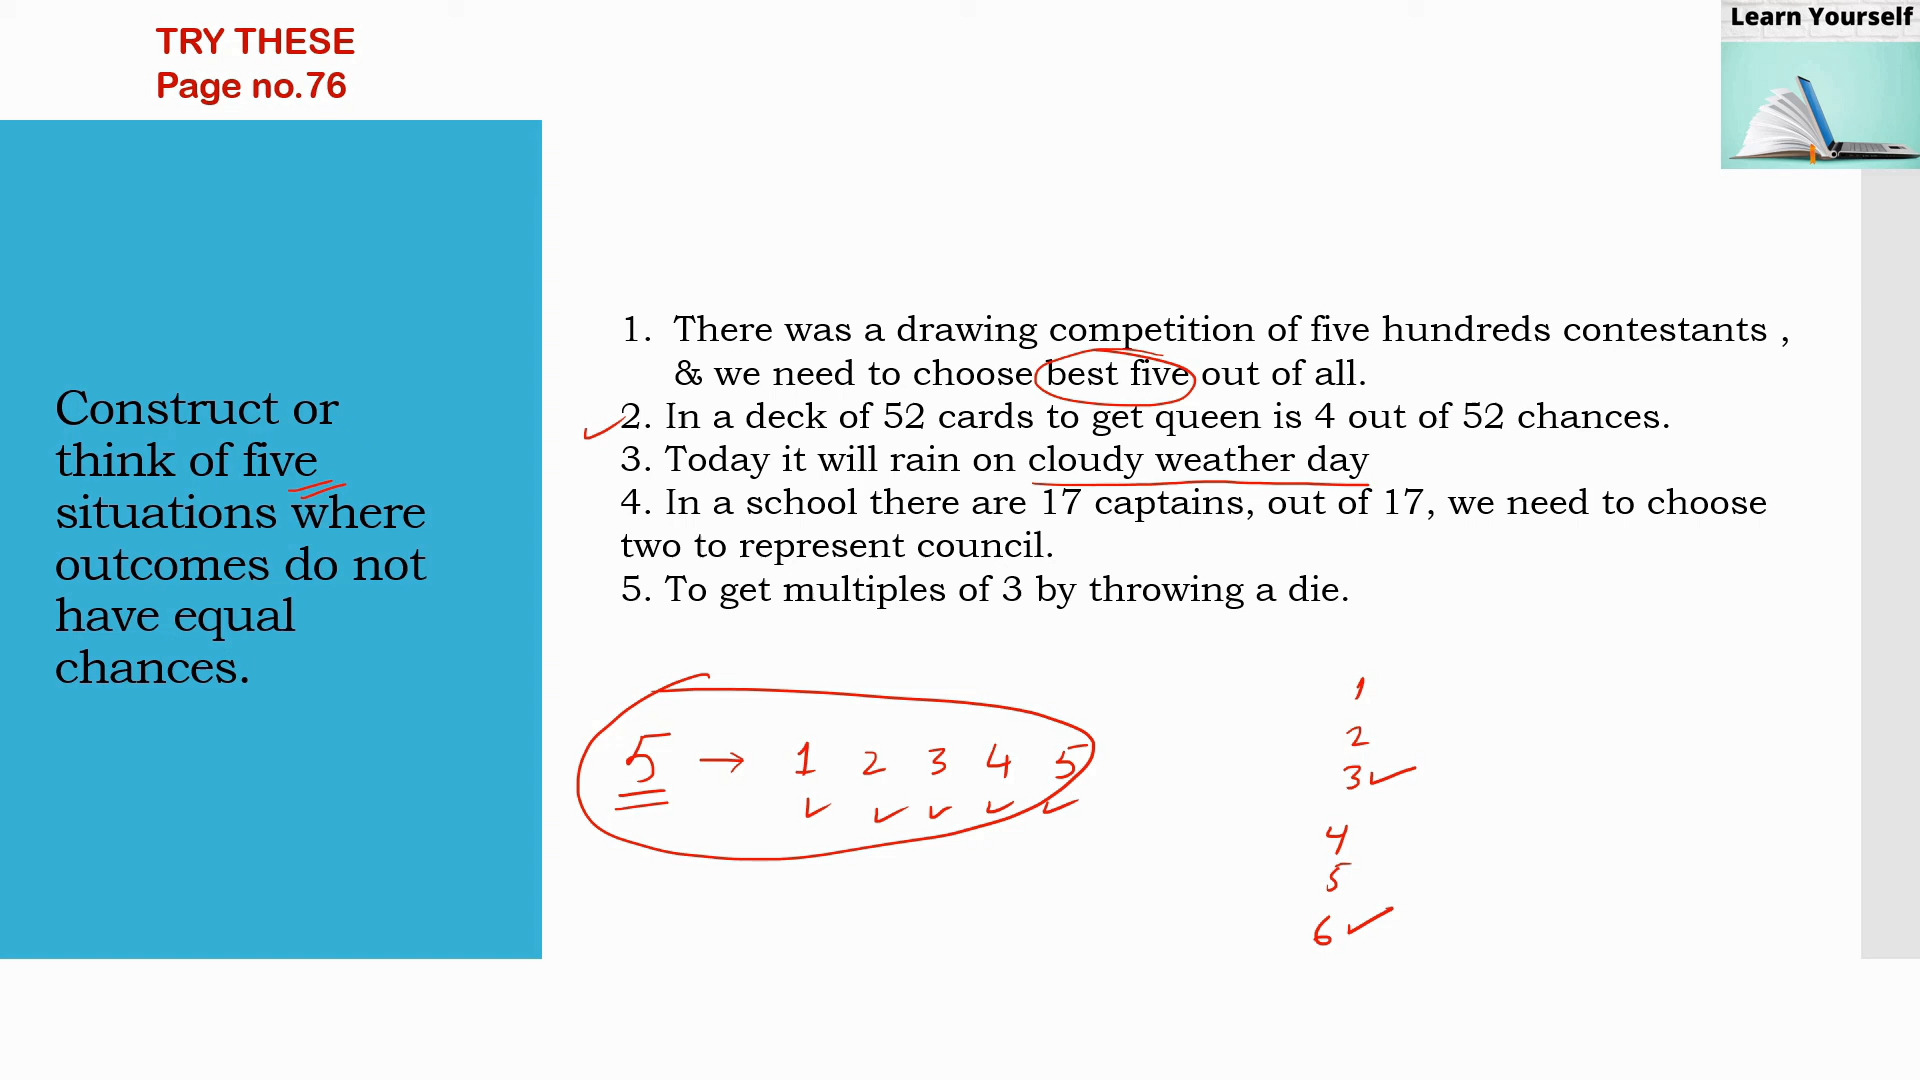 TRY THESE
Page no.76
Learn Yourself
Construct or
think of five
situations where
outcomes do not
have equal
chances.
1. There was a drawing competition of five hundreds contestants ,
& we need to choose best five out of all.
2. In a deck of 52 cards to get queen is 4 out of 52 chances.
3. Today it will rain on cloudy weather day
4. In a school there are 17 captains, out of 17, we need to choose
two to represent council.
5. To get multiples of 3 by throwing a die.
5 → 1 2 3 4 5
✓ ✓ ✓ ✓ ✓
1
2
3 ✓
4
5
6 ✓